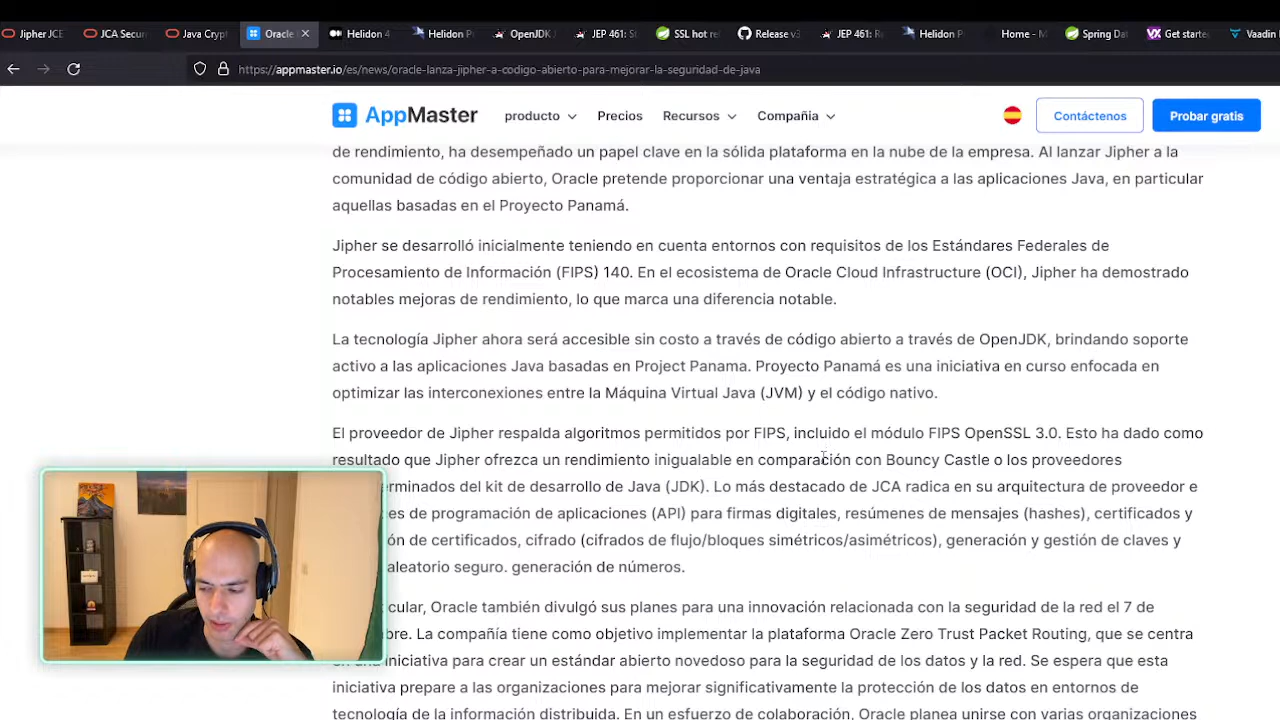 Jipher JCE
JCA Secur
Java Crypt
Oracle
Helidon 4
Helidon P
OpenJDK
JEP 461: St
SSL hot re
Release v3
JEP 461: Re
Helidon P
Home - M
Spring Dat
Get starte
Vaadin
https://appmaster.io/es/news/oracle-lanza-jipher-a-codigo-abierto-para-mejorar-la-seguridad-de-java
AppMaster
producto
Precios
Recursos
Compañia
Contáctenos
Probar gratis
de rendimiento, ha desempeñado un papel clave en la sólida plataforma en la nube de la empresa. Al lanzar Jipher a la
comunidad de código abierto, Oracle pretende proporcionar una ventaja estratégica a las aplicaciones Java, en particular
aquellas basadas en el Proyecto Panamá.
Jipher se desarrolló inicialmente teniendo en cuenta entornos con requisitos de los Estándares Federales de
Procesamiento de Información (FIPS) 140. En el ecosistema de Oracle Cloud Infrastructure (OCI), Jipher ha demostrado
notables mejoras de rendimiento, lo que marca una diferencia notable.
La tecnología Jipher ahora será accesible sin costo a través de código abierto a través de OpenJDK, brindando soporte
activo a las aplicaciones Java basadas en Project Panama. Proyecto Panamá es una iniciativa en curso enfocada en
optimizar las interconexiones entre la Máquina Virtual Java (JVM) y el código nativo.
El proveedor de Jipher respalda algoritmos permitidos por FIPS, incluido el módulo FIPS OpenSSL 3.0. Esto ha dado como
resultado que Jipher ofrezca un rendimiento inigualable en comparación con Bouncy Castle o los proveedores
erminados del kit de desarrollo de Java (JDK). Lo más destacado de JCA radica en su arquitectura de proveedor e
es de programación de aplicaciones (API) para firmas digitales, resúmenes de mensajes (hashes), certificados y
ón de certificados, cifrado (cifrados de flujo/bloques simétricos/asimétricos), generación y gestión de claves y
aleatorio seguro. generación de números.
cular, Oracle también divulgó sus planes para una innovación relacionada con la seguridad de la red el 7 de
bre. La compañía tiene como objetivo implementar la plataforma Oracle Zero Trust Packet Routing, que se centra
en una iniciativa para crear un estándar abierto novedoso para la seguridad de los datos y la red. Se espera que esta
iniciativa prepare a las organizaciones para mejorar significativamente la protección de los datos en entornos de
tecnología de la información distribuida. En un esfuerzo de colaboración, Oracle planea unirse con varias organizaciones